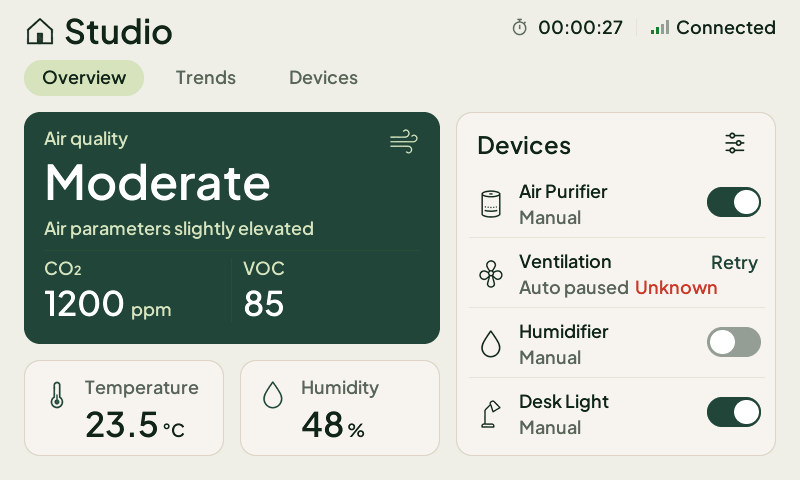 Studio
00:00:27
Connected
Overview
Trends
Devices
Air quality
Moderate
Air parameters slightly elevated
CO₂
1200 ppm
VOC
85
Temperature
23.5 °C
Humidity
48 %
Devices
Air Purifier
Manual
Ventilation
Retry
Auto paused Unknown
Humidifier
Manual
Desk Light
Manual